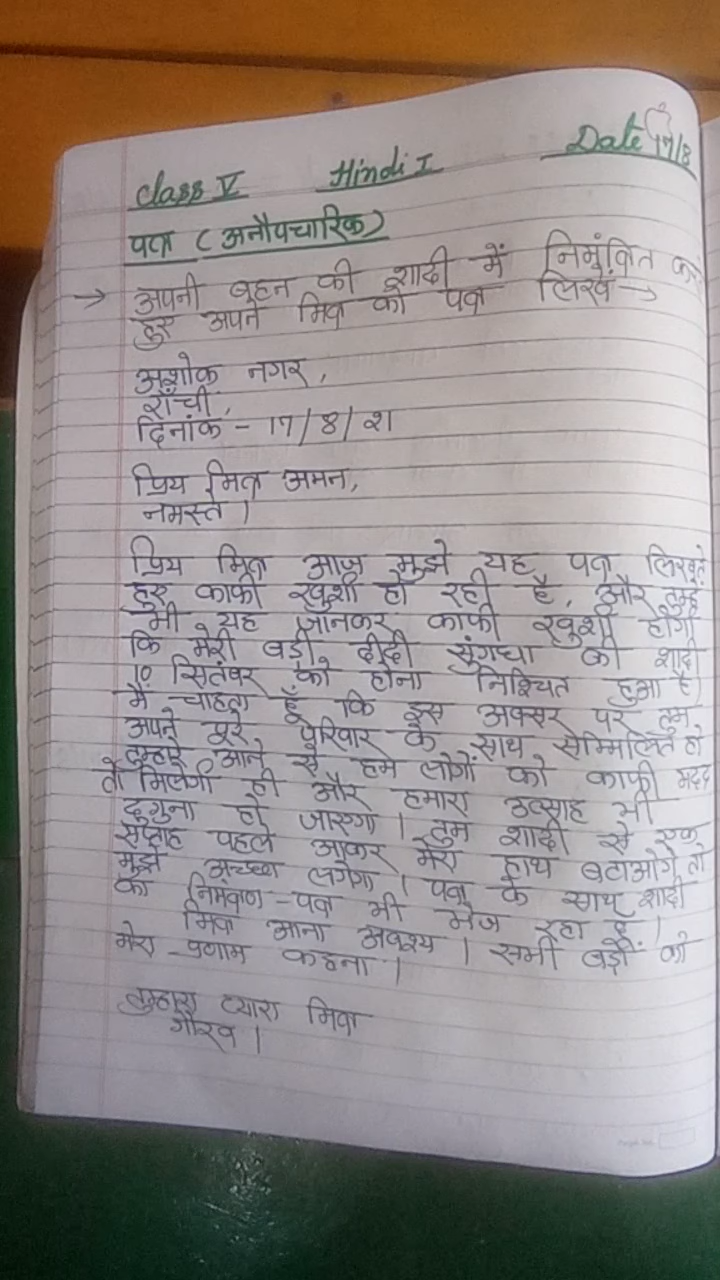 Class V Hindi I Date 17/8
पत्र (अनौपचारिक)
→ अपनी बहन की शादी में निमंत्रित करते
हुए अपने मित्र को पत्र लिखें →
अशोक नगर,
राँची,
दिनांक - 17/8/21
प्रिय मित्र अमन,
नमस्ते।
प्रिय मित्र आज मुझे यह पत्र लिखते
हुए काफी खुशी हो रही है, और तुम्हें
भी यह जानकर काफी खुशी होगी
कि मेरी बड़ी दीदी सुगंधा की शादी
10 सितंबर को होना निश्चित हुआ है।
मैं चाहता हूँ कि इस अवसर पर तुम
अपने पूरे परिवार के साथ सम्मिलित हो
तुम्हारे आने से हम लोगों को काफी मदद
तो मिलेगी ही और हमारा उत्साह भी
दुगुना हो जाएगा। तुम शादी से एक
सप्ताह पहले आकर मेरा हाथ बटाओगे तो
मुझे अच्छा लगेगा। पत्र के साथ शादी
का निमंत्रण-पत्र भी भेज रहा हूँ।
मित्र आना अवश्य। सभी बड़ों को
मेरा प्रणाम कहना।
तुम्हारा प्यारा मित्र
गौरव।